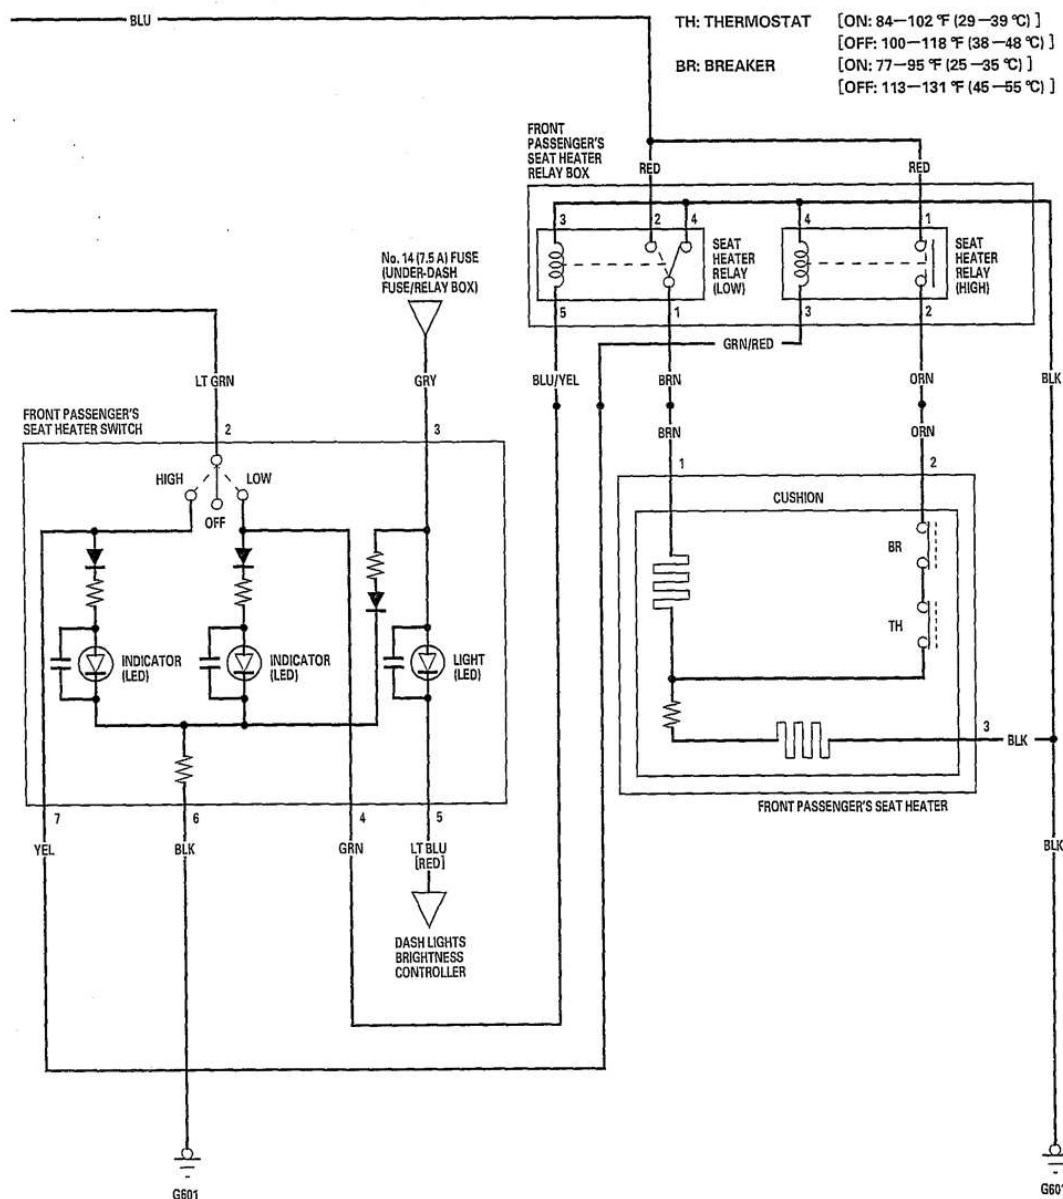 BLU
TH: THERMOSTAT [ON: 84—102 °F (29—39 °C) ]
[OFF: 100—118 °F (38—48 °C) ]
BR: BREAKER [ON: 77—95 °F (25—35 °C) ]
[OFF: 113—131 °F (45—55 °C) ]
FRONT
PASSENGER'S
SEAT HEATER
RELAY BOX
RED
RED
3
2
4
4
1
SEAT
HEATER
RELAY
(LOW)
SEAT
HEATER
RELAY
(HIGH)
5
1
3
2
No. 14 (7.5 A) FUSE
(UNDER-DASH
FUSE/RELAY BOX)
GRN/RED
LT GRN
GRY
BLU/YEL
BRN
ORN
BLK
FRONT PASSENGER'S
SEAT HEATER SWITCH
2
3
BRN
ORN
1
2
HIGH
LOW
OFF
CUSHION
BR
TH
INDICATOR
(LED)
INDICATOR
(LED)
LIGHT
(LED)
3
BLK
FRONT PASSENGER'S SEAT HEATER
7
6
4
5
YEL
BLK
GRN
LT BLU
[RED]
BLK
DASH LIGHTS
BRIGHTNESS
CONTROLLER
G601
G601